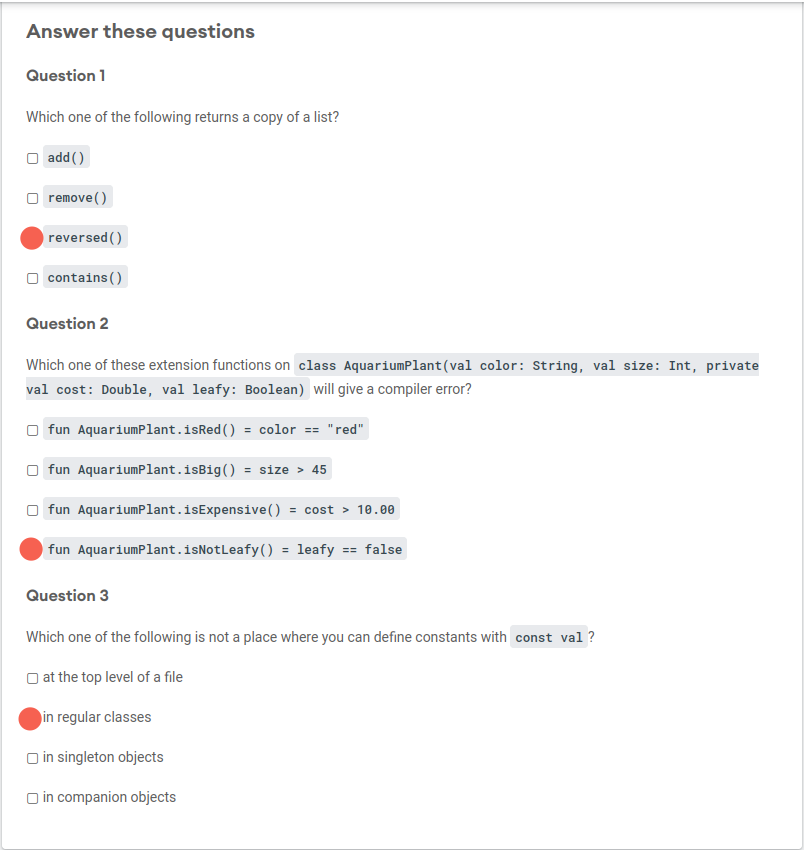 Answer these questions
Question 1
Which one of the following returns a copy of a list?
add()
remove()
reversed()
contains()
Question 2
Which one of these extension functions on class AquariumPlant(val color: String, val size: Int, private
val cost: Double, val leafy: Boolean) will give a compiler error?
fun AquariumPlant.isRed() = color == "red"
fun AquariumPlant.isBig() = size > 45
fun AquariumPlant.isExpensive() = cost > 10.00
fun AquariumPlant.isNotLeafy() = leafy == false
Question 3
Which one of the following is not a place where you can define constants with const val?
at the top level of a file
in regular classes
in singleton objects
in companion objects